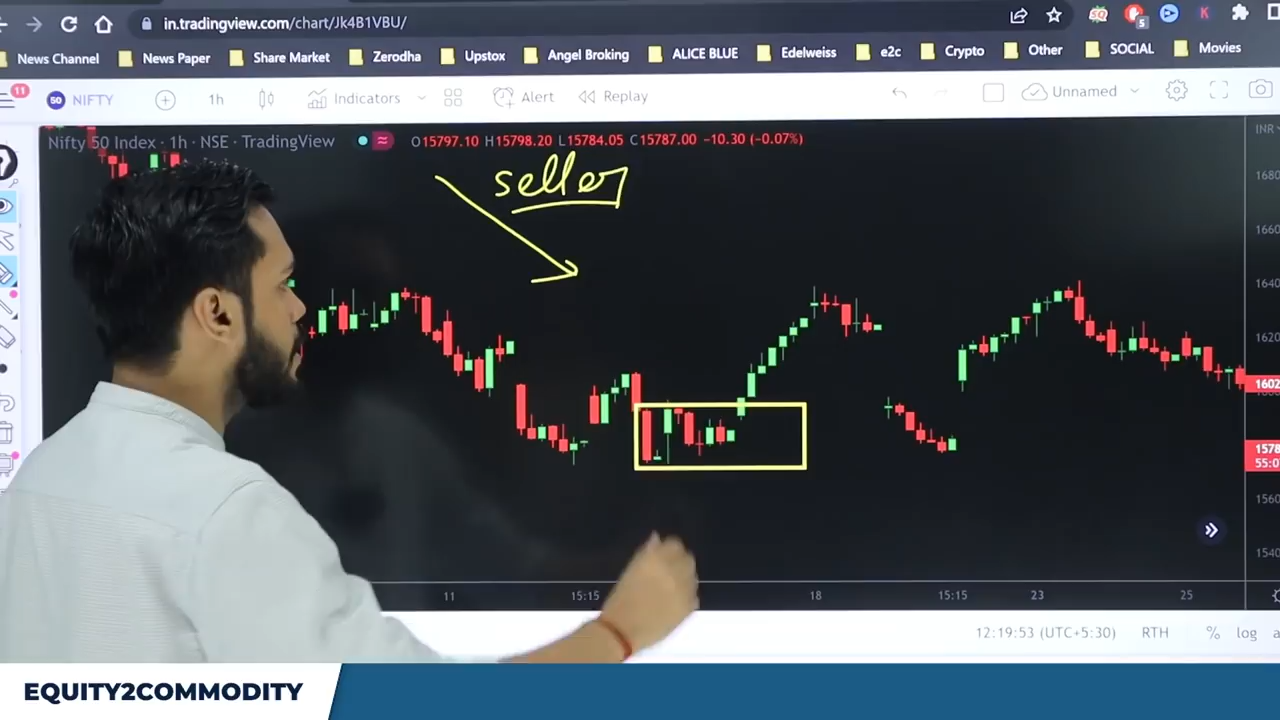 in.tradingview.com/chart/Jk4B1VBU/
5
News Channel News Paper Share Market Zerodha Upstox Angel Broking ALICE BLUE Edelweiss e2c Crypto Other SOCIAL Movies
11 50 NIFTY 1h Indicators Alert Replay Unnamed
Nifty 50 Index · 1h · NSE · TradingView O15797.10 H15798.20 L15784.05 C15787.00 −10.30 (−0.07%)
INR
seller
1680
1660
1640
1620
1602
1578
55:0
1560
1540
11 15:15 18 15:15 23 25
12:19:53 (UTC+5:30) RTH % log
EQUITY2COMMODITY